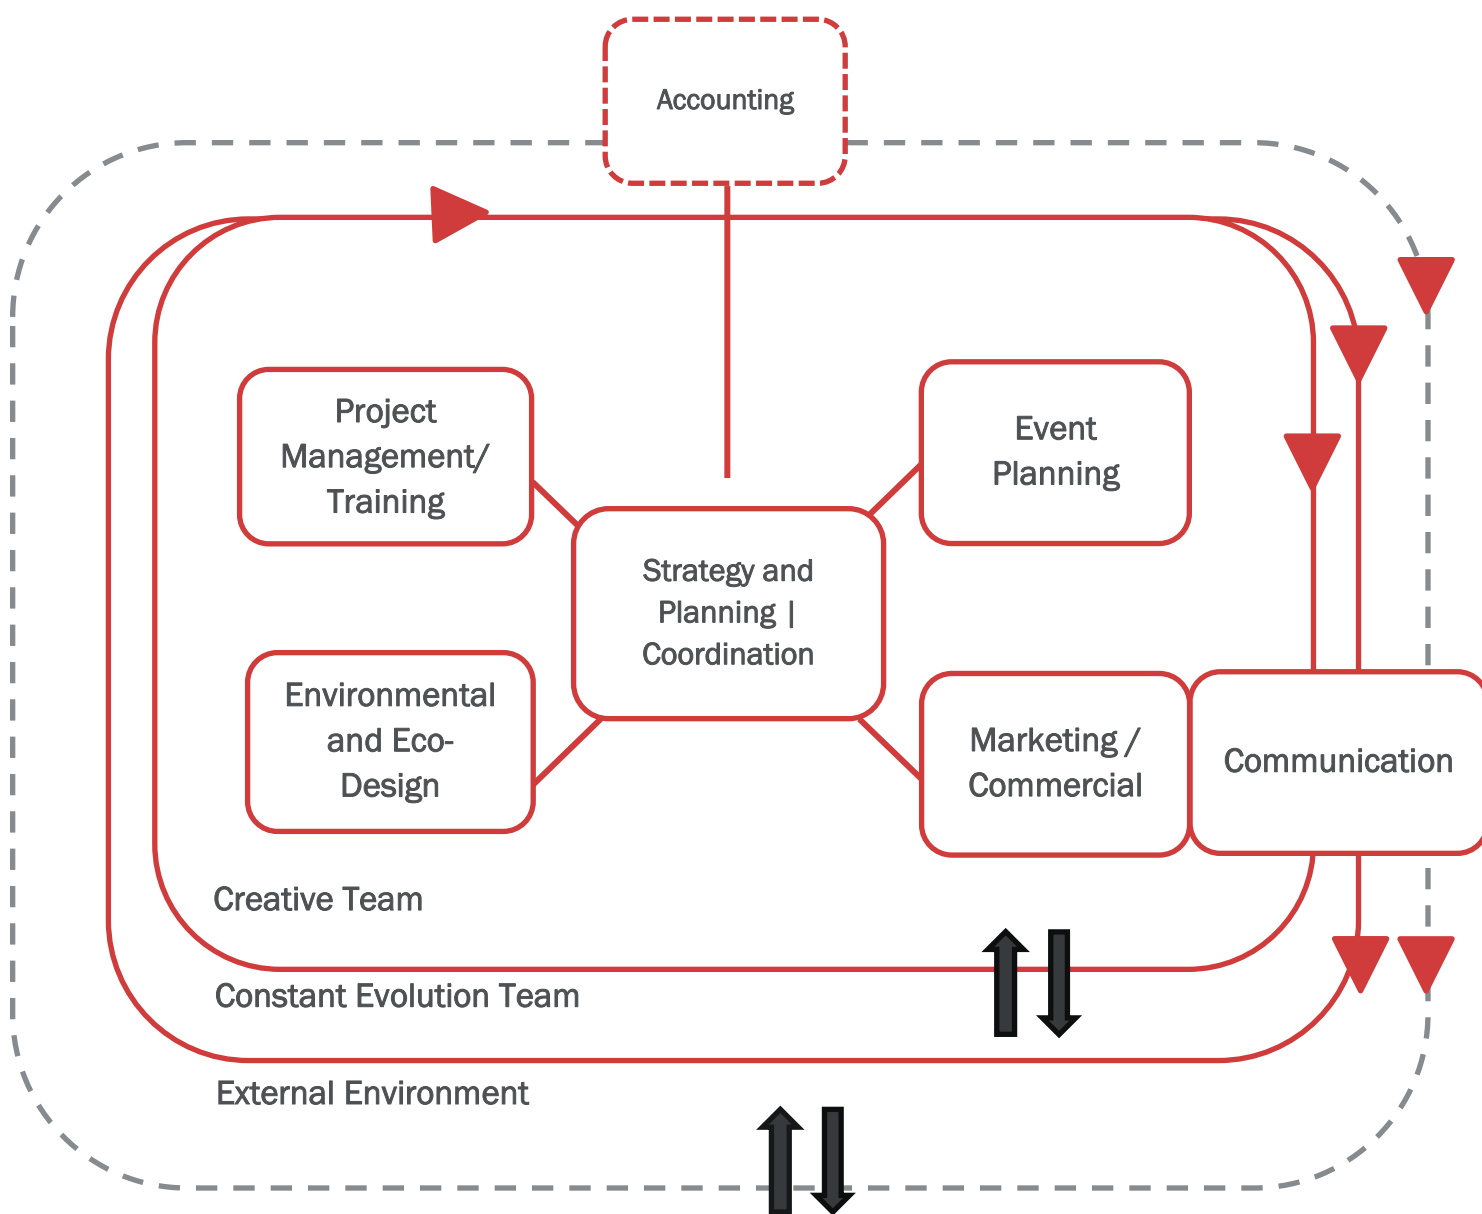 Accounting
Project
Management/
Training
Event
Planning
Strategy and
Planning |
Coordination
Environmental
and Eco-
Design
Marketing /
Commercial
Communication
Creative Team
Constant Evolution Team
External Environment